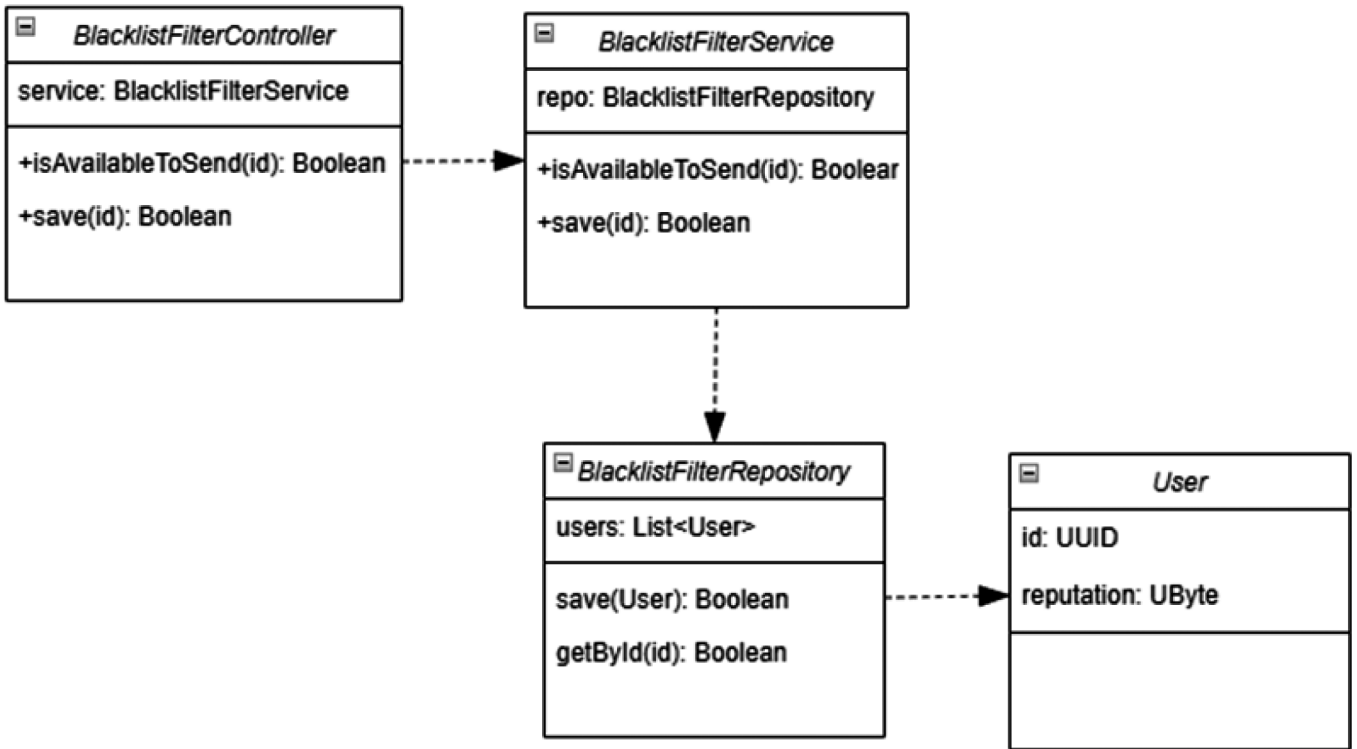 BlacklistFilterController
service: BlacklistFilterService
+isAvailableToSend(id): Boolean
+save(id): Boolean
BlacklistFilterService
repo: BlacklistFilterRepository
+isAvailableToSend(id): Boolear
+save(id): Boolean
BlacklistFilterRepository
users: List<User>
save(User): Boolean
getById(id): Boolean
User
id: UUID
reputation: UByte